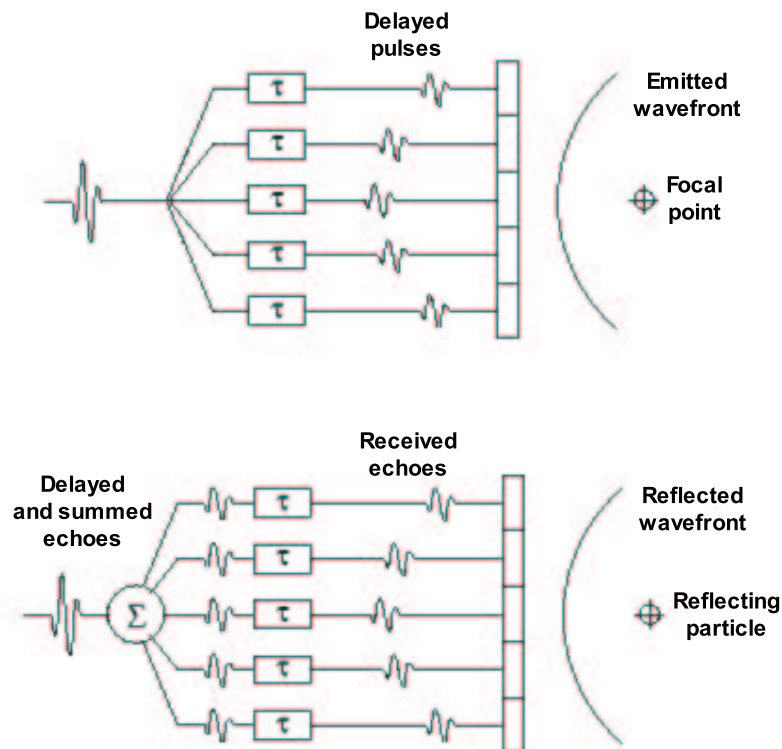 Delayed
pulses
Emitted
wavefront
τ
τ
τ
τ
τ
Focal
point
Received
echoes
Delayed
and summed
echoes
Reflected
wavefront
τ
τ
τ
τ
τ
Σ
Reflecting
particle